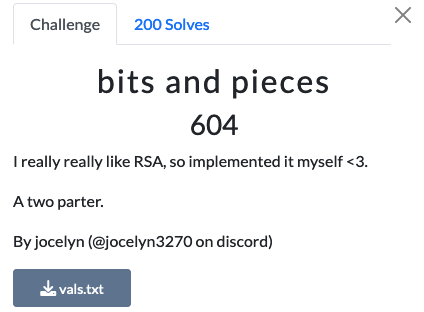 Challenge
200 Solves
bits and pieces
604
I really really like RSA, so implemented it myself <3.
A two parter.
By jocelyn (@jocelyn3270 on discord)
vals.txt